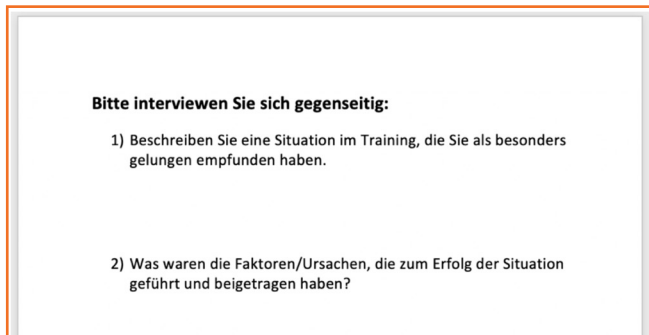 Bitte interviewen Sie sich gegenseitig:
1) Beschreiben Sie eine Situation im Training, die Sie als besonders
gelungen empfunden haben.
2) Was waren die Faktoren/Ursachen, die zum Erfolg der Situation
geführt und beigetragen haben?